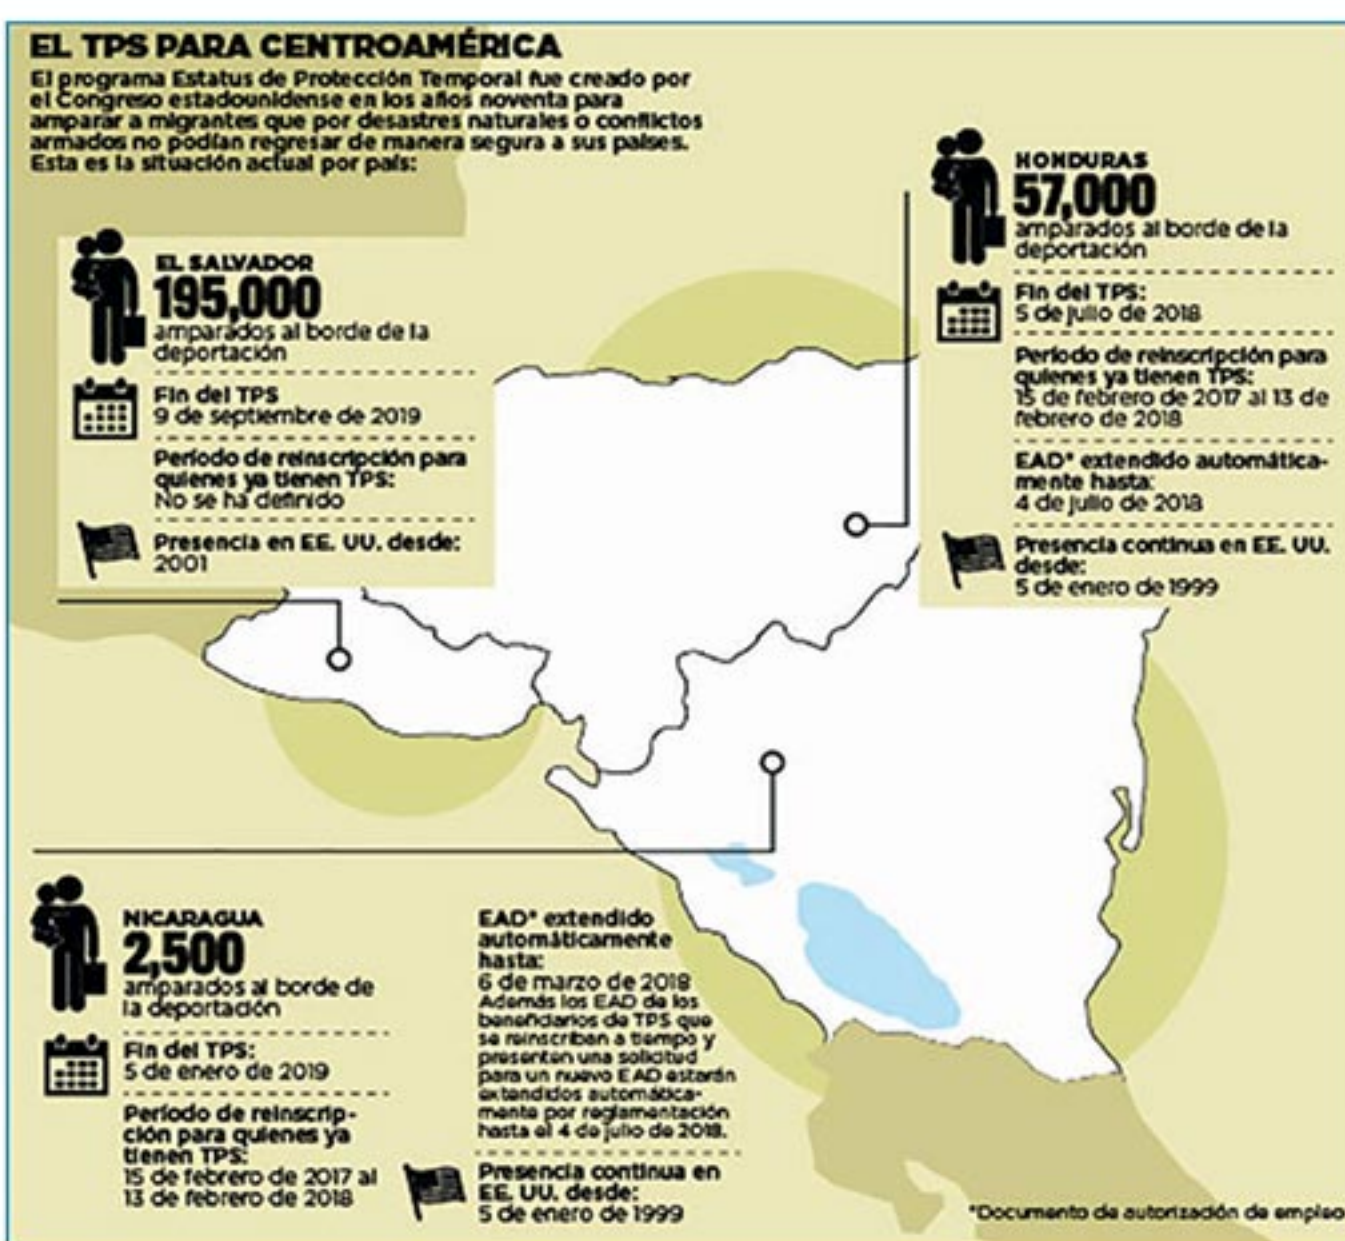 EL TPS PARA CENTROAMÉRICA
El programa Estatus de Protección Temporal fue creado por
el Congreso estadounidense en los años noventa para
amparar a migrantes que por desastres naturales o conflictos
armados no podían regresar de manera segura a sus países.
Esta es la situación actual por país:
EL SALVADOR
195,000
amparados al borde de la
deportación
Fin del TPS
9 de septiembre de 2019
Período de reinscripción para
quienes ya tienen TPS:
No se ha definido
Presencia en EE. UU. desde:
2001
HONDURAS
57,000
amparados al borde de la
deportación
Fin del TPS:
5 de julio de 2018
Período de reinscripción para
quienes ya tienen TPS:
15 de febrero de 2017 al 13 de
febrero de 2018
EAD* extendido automática-
mente hasta:
4 de julio de 2018
Presencia continua en EE. UU.
desde:
5 de enero de 1999
NICARAGUA
2,500
amparados al borde de
la deportación
Fin del TPS:
5 de enero de 2019
Período de reinscrip-
ción para quienes ya
tienen TPS:
15 de febrero de 2017 al
13 de febrero de 2018
EAD* extendido
automáticamente
hasta:
6 de marzo de 2018
Además los EAD de los
beneficiarios de TPS que
se reinscriban a tiempo y
presenten una solicitud
para un nuevo EAD estarán
extendidos automática-
mente por reglamentación
hasta el 4 de julio de 2018.
Presencia continua en
EE. UU. desde:
5 de enero de 1999
*Documento de autorización de empleo